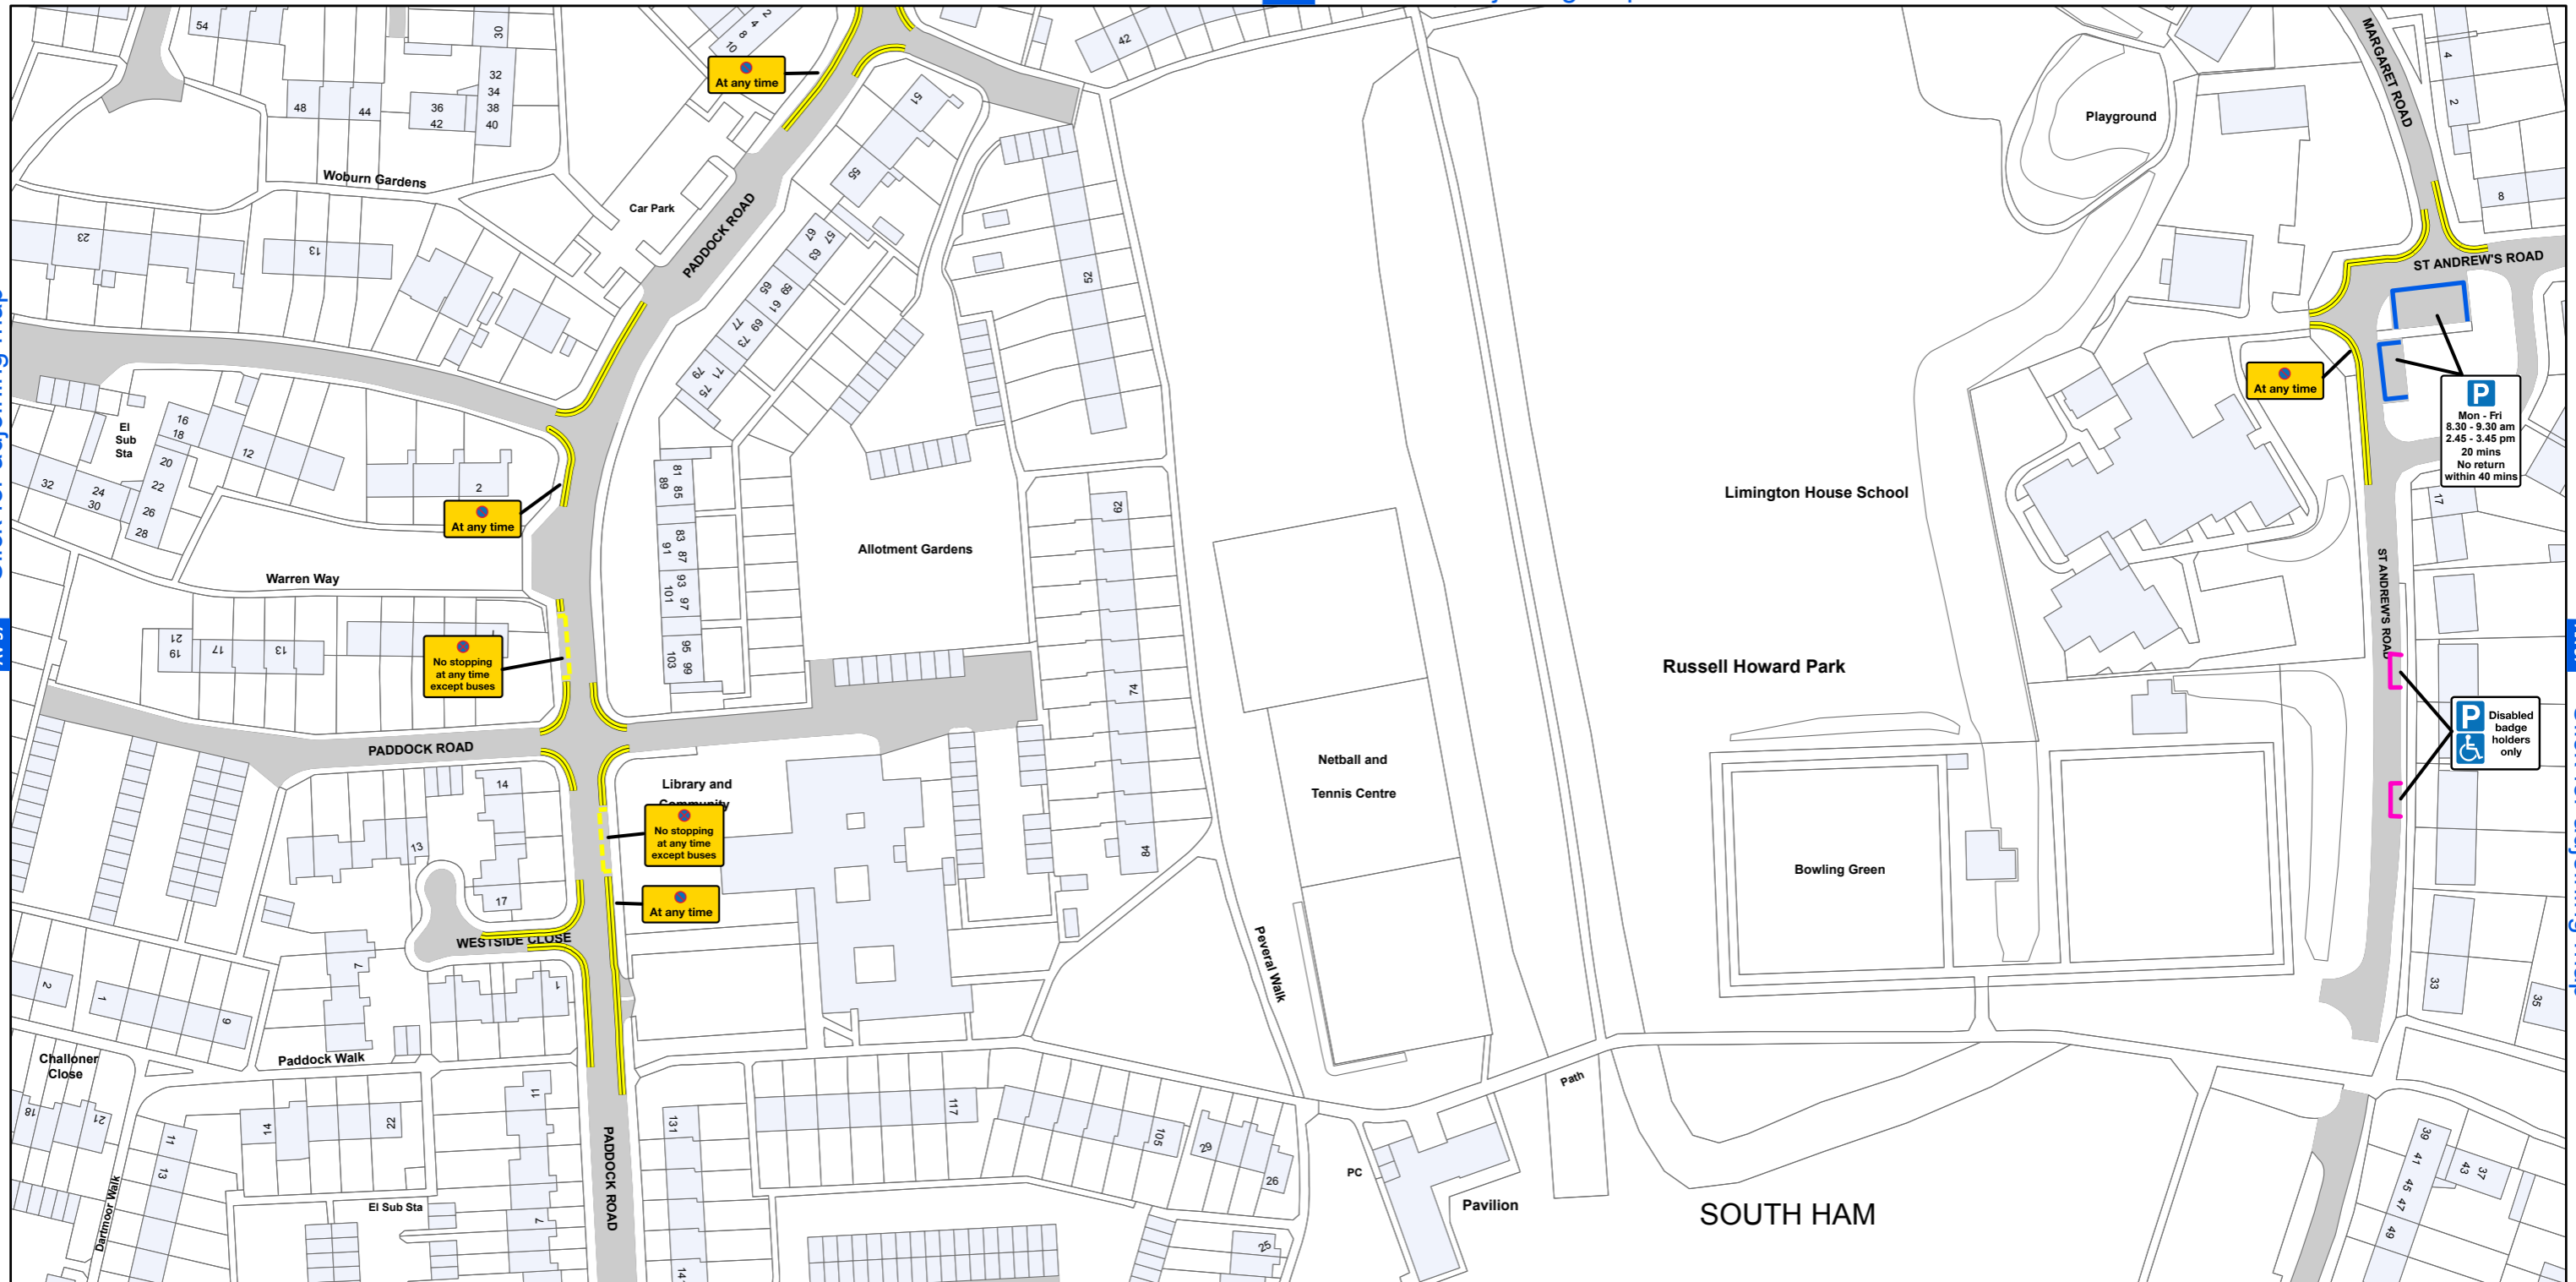 54
2
4
8
10
At any time
30
32
34
36
38
42
40
48
44
42
51
55
MARGARET ROAD
4
2
8
Playground
Woburn Gardens
Car Park
PADDOCK ROAD
23
13
57
67
63
65
59
61
77
69
73
79
71
75
52
ST ANDREW'S ROAD
At any time
P
Mon - Fri
8.30 - 9.30 am
2.45 - 3.45 pm
20 mins
No return
within 40 mins
El
Sub
Sta
16
18
12
20
22
32
24
30
26
28
2
At any time
81 85
89
83 87
91
93 97
101
95 99
103
62
17
Limington House School
Allotment Gardens
Warren Way
21
19
17
13
No stopping
at any time
except buses
ST ANDREW'S ROAD
Russell Howard Park
74
P
Disabled
badge
holders
only
PADDOCK ROAD
Library and
Community
No stopping
at any time
except buses
At any time
14
13
17
84
Netball and
Tennis Centre
Bowling Green
WESTSIDE CLOSE
7
1
2
1
9
Peveral Walk
33
35
Challoner
Close
Paddock Walk
Path
18
21
11
13
14
22
11
7
El Sub Sta
Dartmoor Walk
PADDOCK ROAD
131
117
105
29
26
25
PC
Pavilion
SOUTH HAM
39 41 45 47 49
37
43